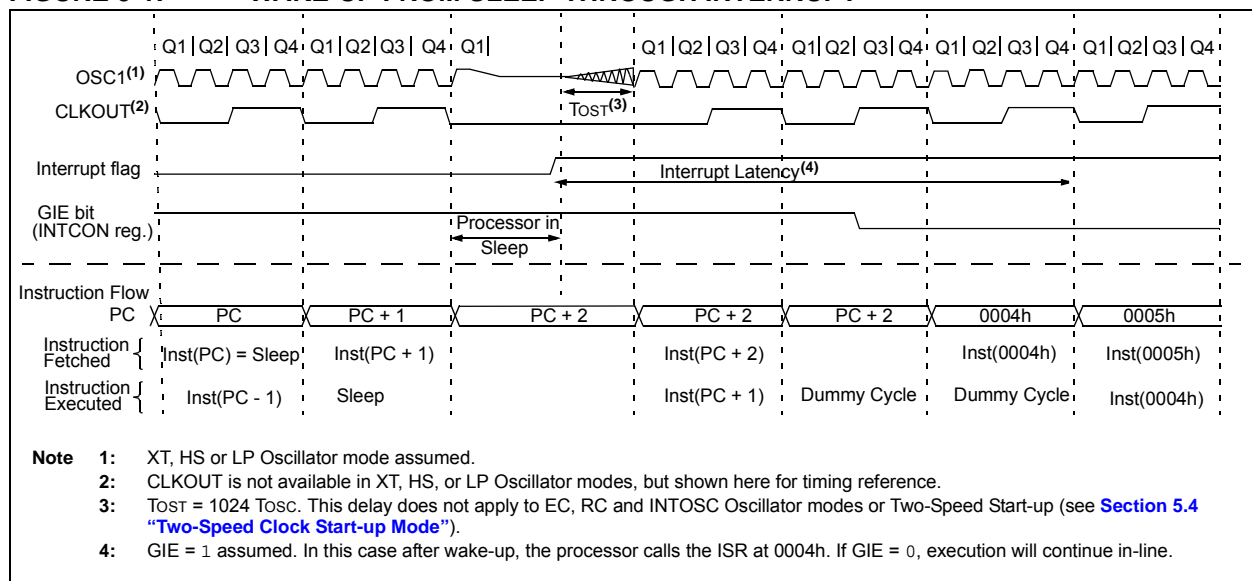 FIGURE WAKE-UP FROM SLEEP THROUGH INTERRUPT
Q1 Q2 Q3 Q4 Q1 Q2 Q3 Q4 Q1 Q1 Q2 Q3 Q4 Q1 Q2 Q3 Q4 Q1 Q2 Q3 Q4 Q1 Q2 Q3 Q4
OSC1(1)
CLKOUT(2) TOST(3)
Interrupt flag Interrupt Latency(4)
GIE bit
(INTCON reg.) Processor in
Sleep
Instruction Flow
PC PC PC + 1 PC + 2 PC + 2 PC + 2 0004h 0005h
Instruction
Fetched Inst(PC) = Sleep Inst(PC + 1) Inst(PC + 2) Inst(0004h) Inst(0005h)
Instruction
Executed Inst(PC - 1) Sleep Inst(PC + 1) Dummy Cycle Dummy Cycle Inst(0004h)
Note 1: XT, HS or LP Oscillator mode assumed.
2: CLKOUT is not available in XT, HS, or LP Oscillator modes, but shown here for timing reference.
3: TOST = 1024 TOSC. This delay does not apply to EC, RC and INTOSC Oscillator modes or Two-Speed Start-up (see Section 5.4
“Two-Speed Clock Start-up Mode”).
4: GIE = 1 assumed. In this case after wake-up, the processor calls the ISR at 0004h. If GIE = 0, execution will continue in-line.